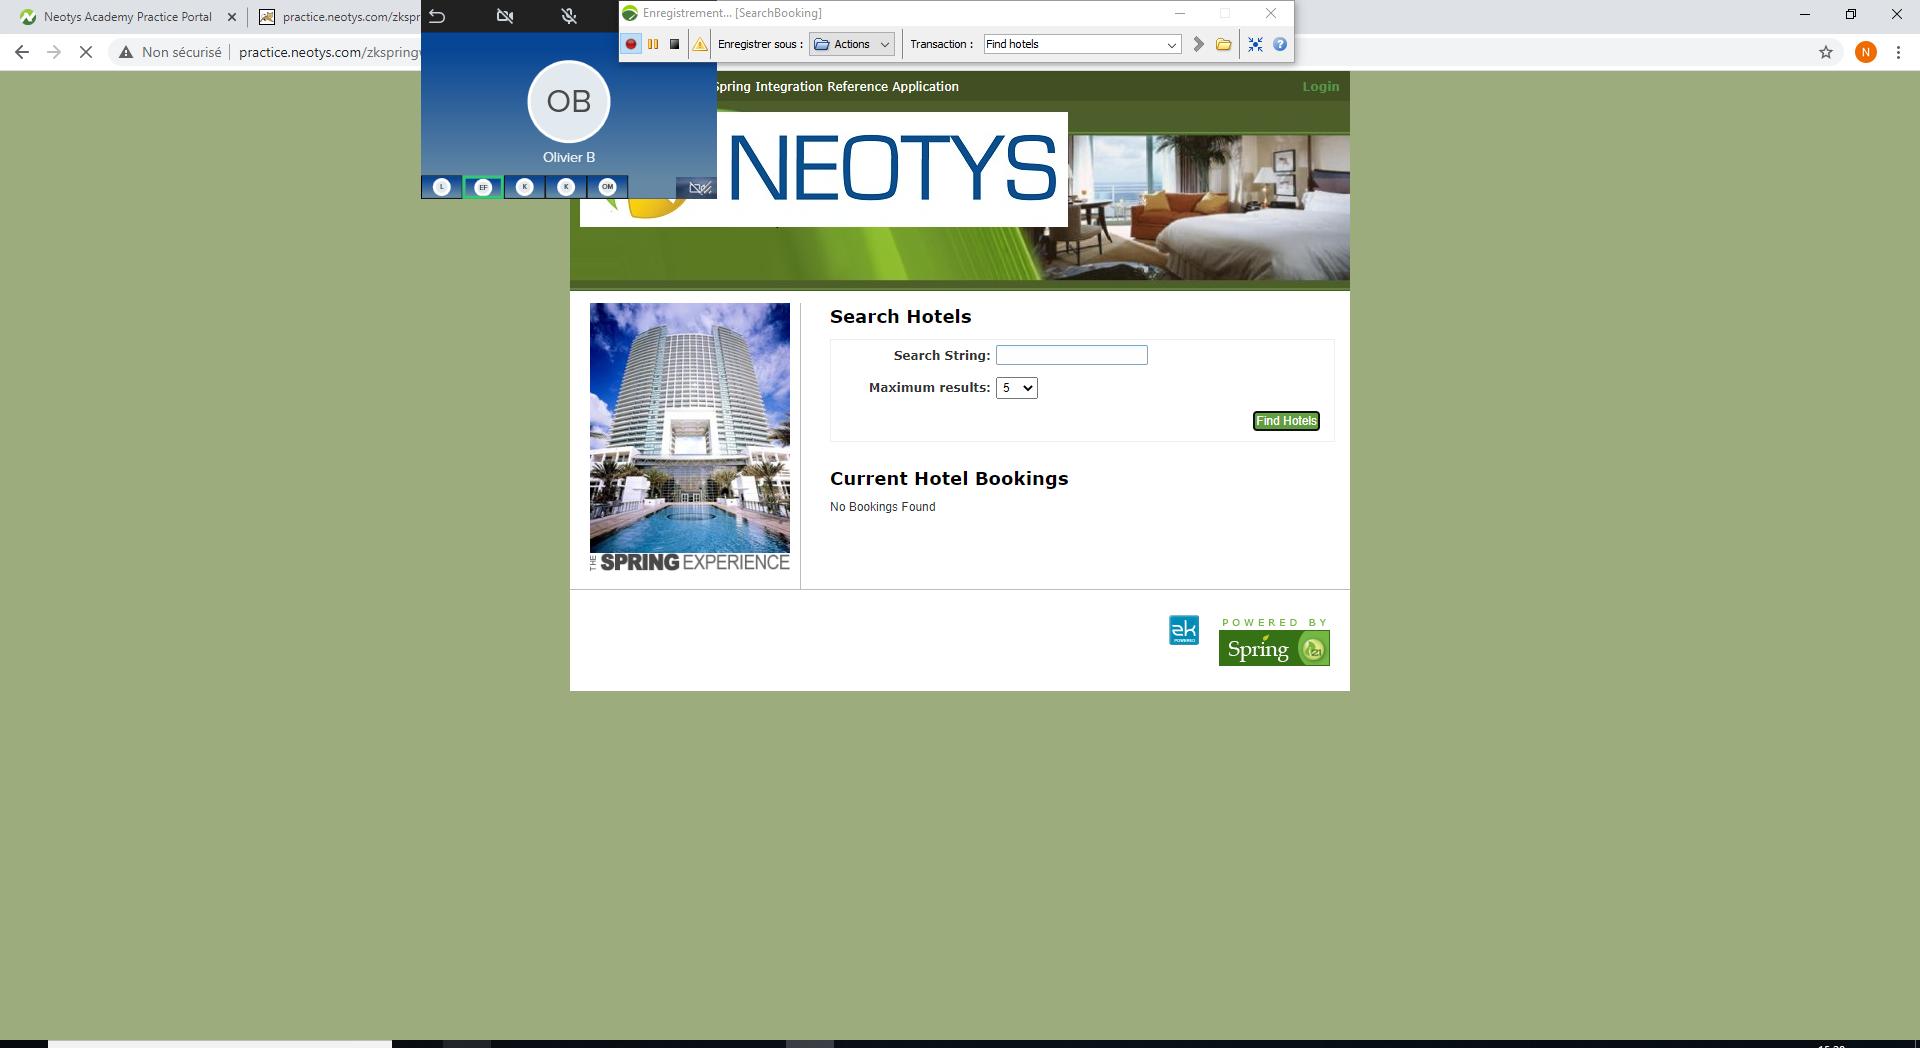 Neotys Academy Practice Portal
practice.neotys.com/zkspr
Enregistrement... [SearchBooking]
Non sécurisé
practice.neotys.com/zkspring
Enregistrer sous :
Actions
Transaction :
Find hotels
N
OB
Olivier B
L
EF
K
K
OM
Spring Integration Reference Application
Login
NEOTYS
Search Hotels
Search String:
Maximum results:
5
Find Hotels
Current Hotel Bookings
No Bookings Found
THE SPRING EXPERIENCE
zk
POWERED
POWERED BY
Spring